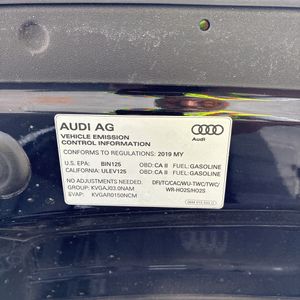 AUDI AG
VEHICLE EMISSION
CONTROL INFORMATION
Audi
CONFORMS TO REGULATIONS: 2019 MY
U.S. EPA: BIN125 OBD: CA II FUEL: GASOLINE
CALIFORNIA: ULEV125 OBD: CA II FUEL: GASOLINE
NO ADJUSTMENTS NEEDED.
GROUP: KVGAJ03.0NAM
EVAP: KVGAR0150NCM
DFI/TC/CAC/WU-TWC/TWC/
WR-HO2S/HO2S